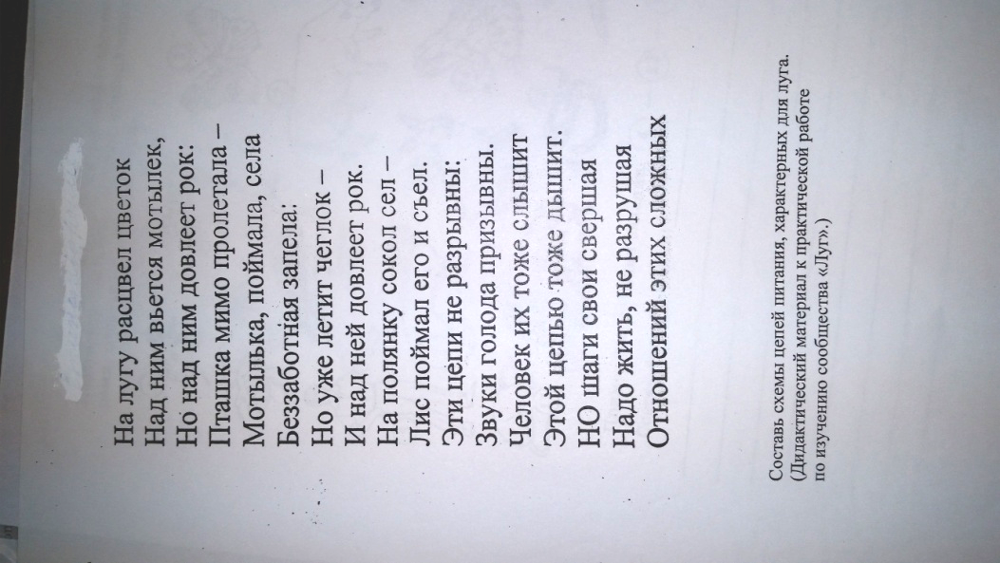 На лугу расцвел цветок
Над ним вьется мотылек,
Но над ним довлеет рок:
Пташка мимо пролетала –
Мотылька, поймала, села
Беззаботная запела:
Но уже летит чеглок –
И над ней довлеет рок.
На полянку сокол сел –
Лис поймал его и съел.
Эти цепи не разрывны:
Звуки голода призывны.
Человек их тоже слышит
Этой цепью тоже дышит.
НО шаги свои свершая
Надо жить, не разрушая
Отношений этих сложных
Составь схемы цепей питания, характерных для луга.
(Дидактический материал к практической работе
по изучению сообщества «Луг».)